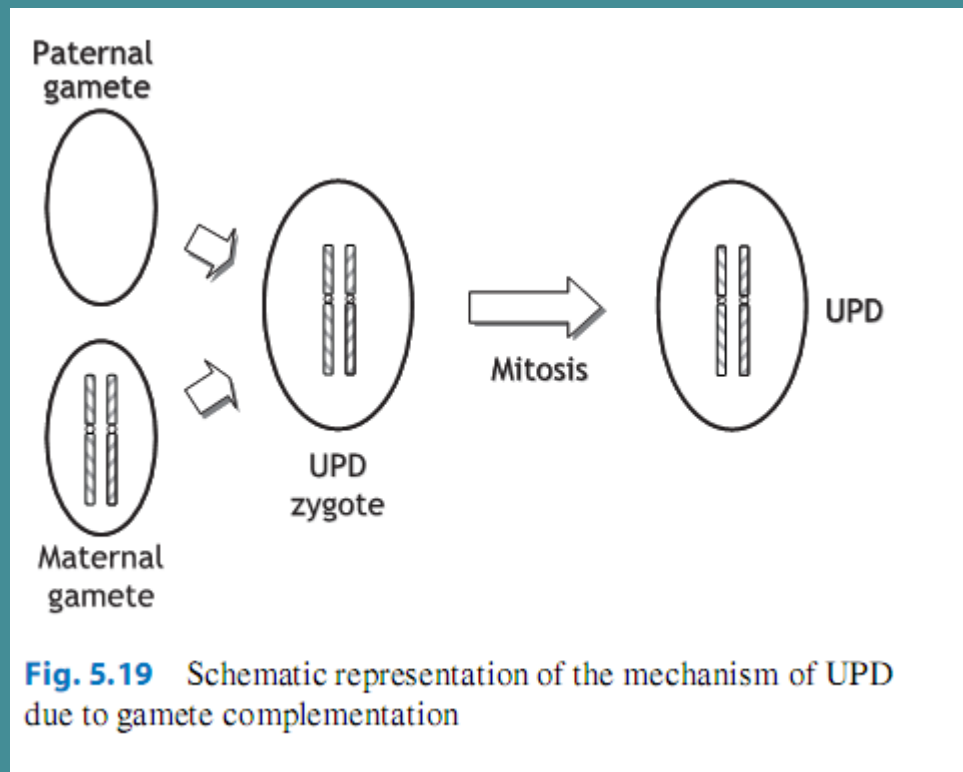 Paternal
gamete
Maternal
gamete
UPD
zygote
Mitosis
UPD
Fig. 5.19 Schematic representation of the mechanism of UPD
due to gamete complementation